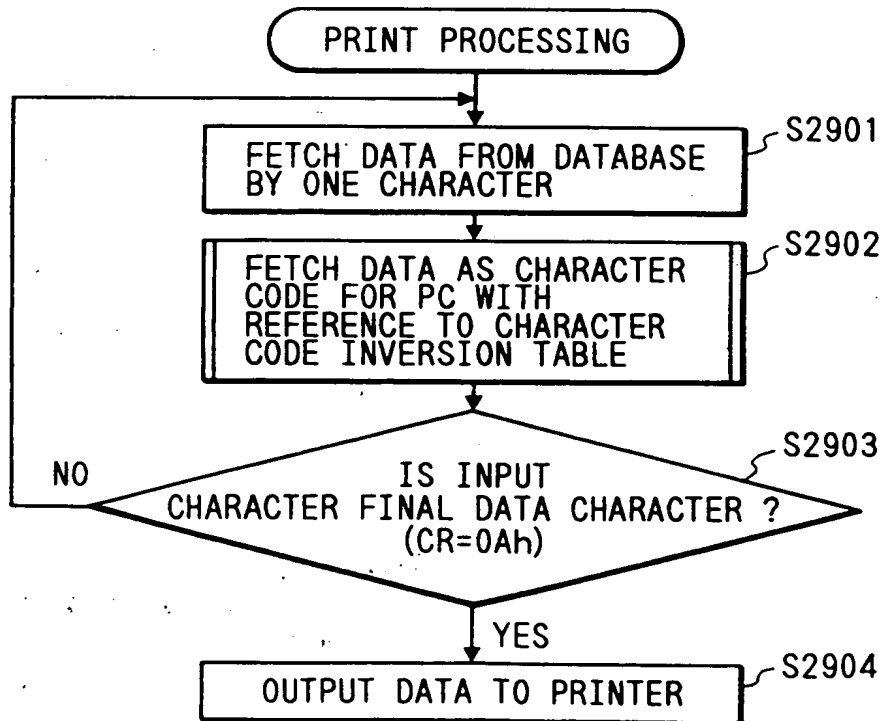 PRINT PROCESSING
S2901
FETCH DATA FROM DATABASE
BY ONE CHARACTER
S2902
FETCH DATA AS CHARACTER
CODE FOR PC WITH
REFERENCE TO CHARACTER
CODE INVERSION TABLE
S2903
NO
IS INPUT
CHARACTER FINAL DATA CHARACTER ?
(CR=0Ah)
YES
S2904
OUTPUT DATA TO PRINTER